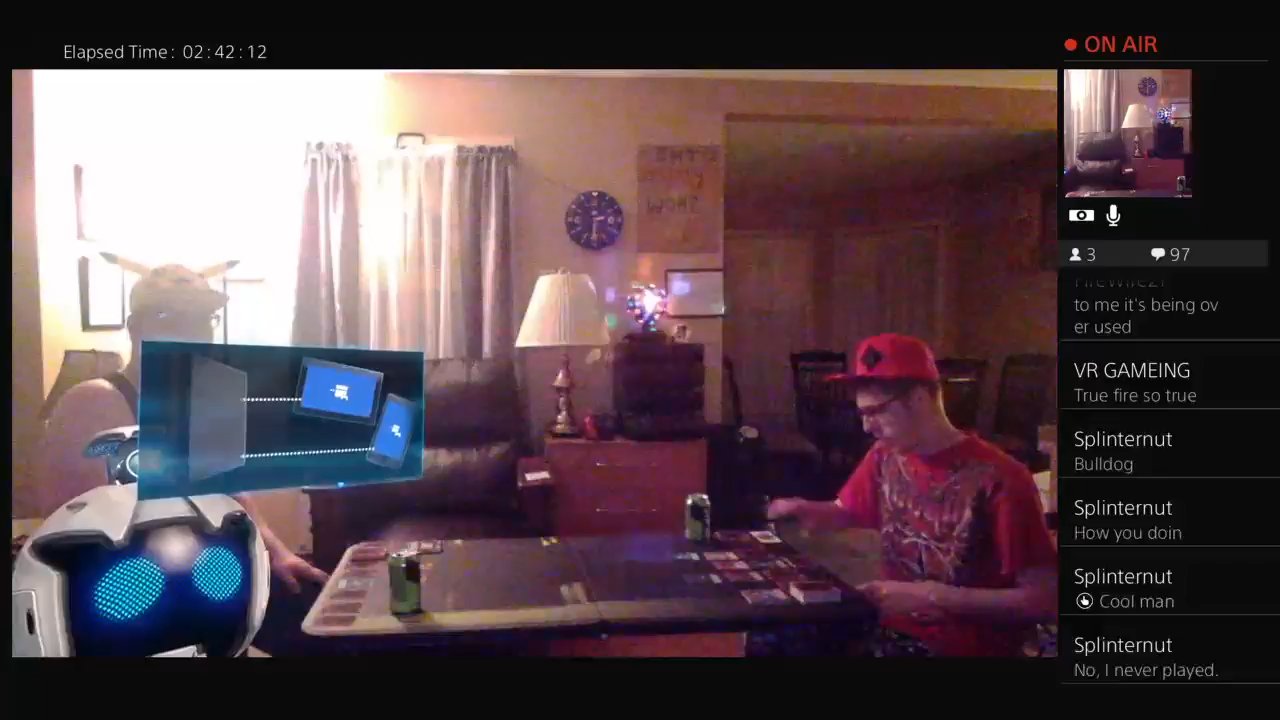 Elapsed Time: 02:42:12
ON AIR
3
97
to me it's being ov
er used
VR GAMEING
True fire so true
Splinternut
Bulldog
Splinternut
How you doin
Splinternut
Cool man
Splinternut
No, I never played.